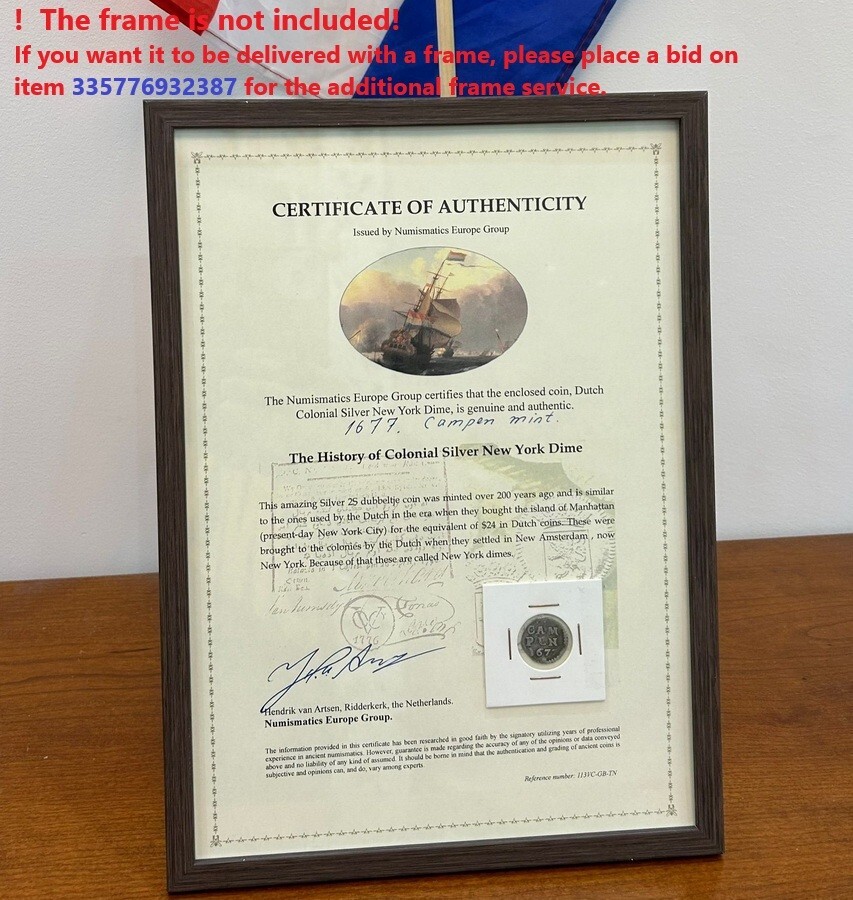 ! The frame is not included!
If you want it to be delivered with a frame, please place a bid on
item 335776932387 for the additional frame service.
CERTIFICATE OF AUTHENTICITY
Issued by Numismatics Europe Group
The Numismatics Europe Group certifies that the enclosed coin, Dutch
Colonial Silver New York Dime, is genuine and authentic.
1677. Campen mint.
The History of Colonial Silver New York Dime
This amazing Silver 2S dubbeltje coin was minted over 200 years ago and is similar
to the ones used by the Dutch in the era when they bought the island of Manhattan
(present-day New York City) for the equivalent of $24 in Dutch coins. These were
brought to the colonies by the Dutch when they settled in New Amsterdam , now
New York. Because of that these are called New York dimes.
1776
CAM
PEN
167
Hendrik van Artsen, Ridderkerk, the Netherlands.
Numismatics Europe Group.
The information provided in this certificate has been researched in good faith by the signatory utilizing years of professional
experience in ancient numismatics. However, guarantee is made regarding the accuracy of any of the opinions or data conveyed
above and no liability of any kind of assumed. It should be borne in mind that the authentication and grading of ancient coins is
subjective and opinions can, and do, vary among experts
Reference number: 113VC-GB-TN